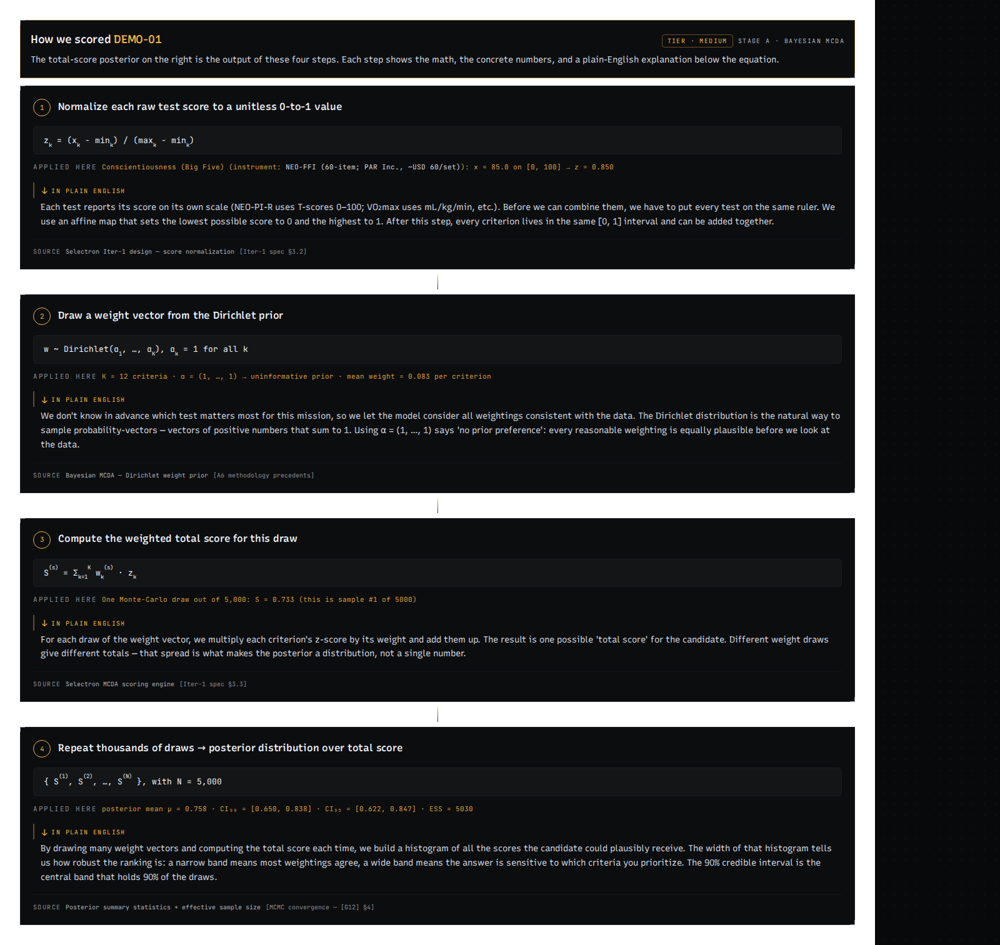 How we scored DEMO-01
TIER · MEDIUM STAGE A · BAYESIAN MCDA
The total-score posterior on the right is the output of these four steps. Each step shows the math, the concrete numbers, and a plain-English explanation below the equation.
1 Normalize each raw test score to a unitless 0-to-1 value
zk = (xk - mink) / (maxk - mink)
APPLIED HERE Conscientiousness (Big Five) (instrument: NEO-FFI (60-item; PAR Inc., ~USD 60/set)): x = 85.0 on [0, 100] → z = 0.850
↓ IN PLAIN ENGLISH
Each test reports its score on its own scale (NEO-PI-R uses T-scores 0–100; VO₂max uses mL/kg/min, etc.). Before we can combine them, we have to put every test on the same ruler. We
use an affine map that sets the lowest possible score to 0 and the highest to 1. After this step, every criterion lives in the same [0, 1] interval and can be added together.
SOURCE Selectron Iter-1 design — score normalization [Iter-1 spec §3.2]
2 Draw a weight vector from the Dirichlet prior
w ~ Dirichlet(α1, …, αK), αk = 1 for all k
APPLIED HERE K = 12 criteria · α = (1, …, 1) → uninformative prior · mean weight = 0.083 per criterion
↓ IN PLAIN ENGLISH
We don't know in advance which test matters most for this mission, so we let the model consider all weightings consistent with the data. The Dirichlet distribution is the natural way to
sample probability-vectors — vectors of positive numbers that sum to 1. Using α = (1, …, 1) says 'no prior preference': every reasonable weighting is equally plausible before we look at
the data.
SOURCE Bayesian MCDA — Dirichlet weight prior [A6 methodology precedents]
3 Compute the weighted total score for this draw
S(s) = Σk=1K wk(s) · zk
APPLIED HERE One Monte-Carlo draw out of 5,000: S = 0.733 (this is sample #1 of 5000)
↓ IN PLAIN ENGLISH
For each draw of the weight vector, we multiply each criterion's z-score by its weight and add them up. The result is one possible 'total score' for the candidate. Different weight draws
give different totals — that spread is what makes the posterior a distribution, not a single number.
SOURCE Selectron MCDA scoring engine [Iter-1 spec §3.3]
4 Repeat thousands of draws → posterior distribution over total score
{ S(1), S(2), …, S(N) }, with N = 5,000
APPLIED HERE posterior mean μ = 0.758 · CI₉₀ = [0.650, 0.838] · CI₉₅ = [0.622, 0.847] · ESS = 5030
↓ IN PLAIN ENGLISH
By drawing many weight vectors and computing the total score each time, we build a histogram of all the scores the candidate could plausibly receive. The width of that histogram tells
us how robust the ranking is: a narrow band means most weightings agree, a wide band means the answer is sensitive to which criteria you prioritize. The 90% credible interval is the
central band that holds 90% of the draws.
SOURCE Posterior summary statistics + effective sample size [MCMC convergence — [G12] §4]